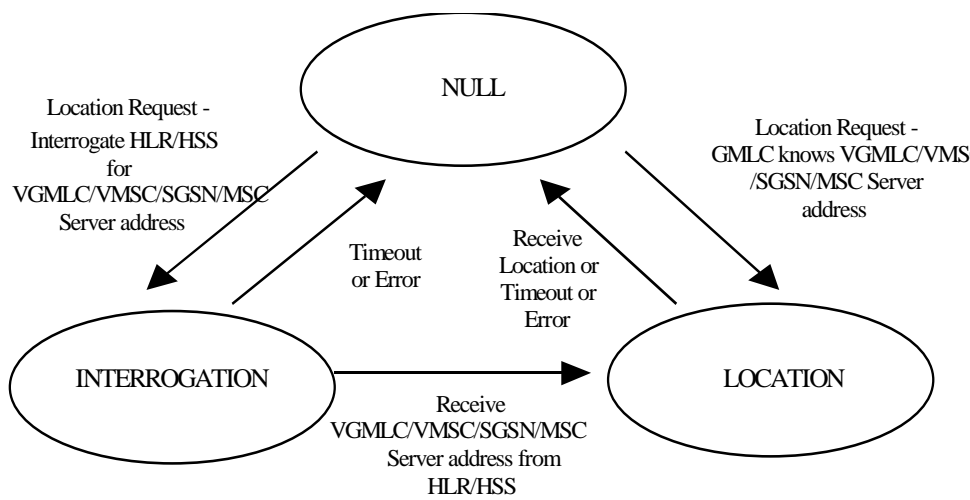 NULL
Location Request -
Interrogate HLR/HSS
for
VGMLC/VMSC/SGSN/MSC
Server address
Location Request -
GMLC knows VGMLC/VMS
/SGSN/MSC Server
address
Timeout
or Error
Receive
Location or
Timeout or
Error
INTERROGATION
LOCATION
Receive
VGMLC/VMSC/SGSN/MSC
Server address from
HLR/HSS